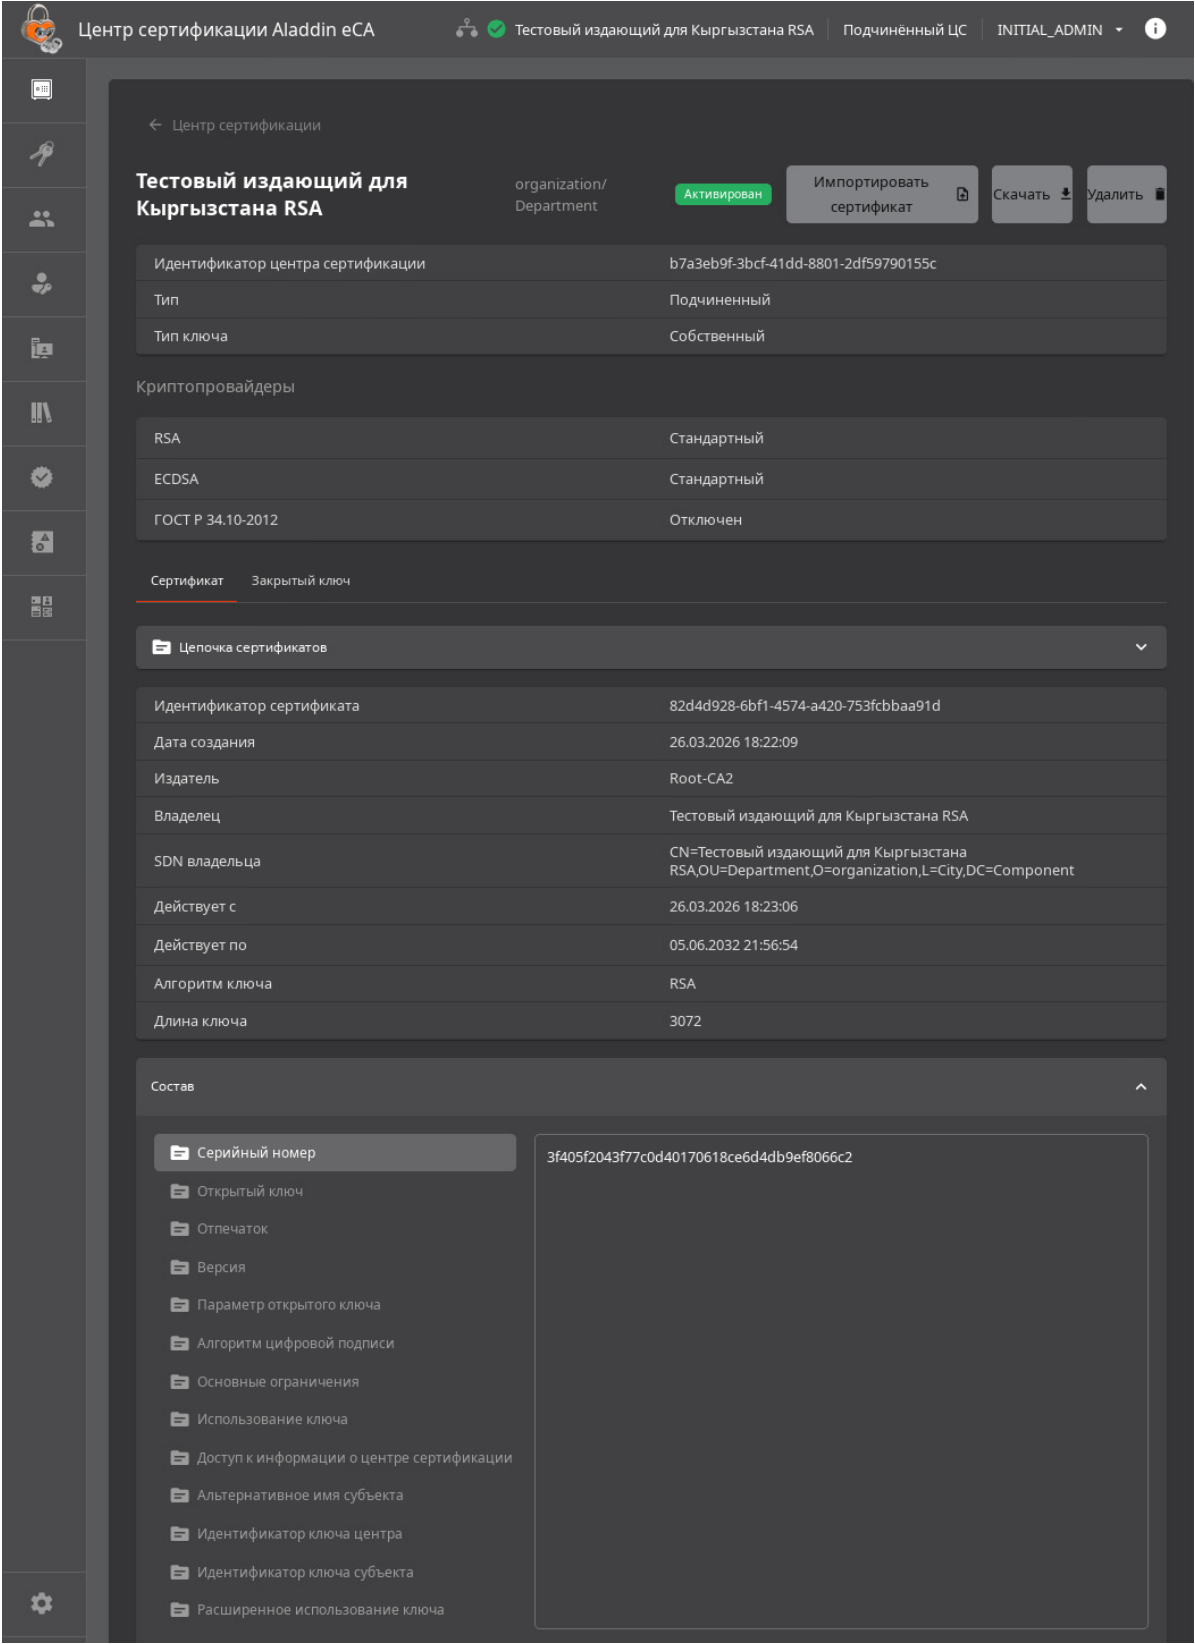 Центр сертификации Aladdin eCA
Тестовый издающий для Кыргызстана RSA
Подчинённый ЦС
INITIAL_ADMIN
Центр сертификации
Тестовый издающий для
Кыргызстана RSA
organization/
Department
Активирован
Импортировать
сертификат
Скачать
Удалить
Идентификатор центра сертификации b7a3eb9f-3bcf-41dd-8801-2df59790155c
Тип Подчиненный
Тип ключа Собственный
Криптопровайдеры
RSA Стандартный
ECDSA Стандартный
ГОСТ Р 34.10-2012 Отключен
Сертификат Закрытый ключ
Цепочка сертификатов
Идентификатор сертификата 82d4d928-6bf1-4574-a420-753fcbbaa91d
Дата создания 26.03.2026 18:22:09
Издатель Root-CA2
Владелец Тестовый издающий для Кыргызстана RSA
SDN владельца CN=Тестовый издающий для Кыргызстана
RSA,OU=Department,O=organization,L=City,DC=Component
Действует с 26.03.2026 18:23:06
Действует по 05.06.2032 21:56:54
Алгоритм ключа RSA
Длина ключа 3072
Состав
Серийный номер 3f405f2043f77c0d40170618ce6d4db9ef8066c2
Открытый ключ
Отпечаток
Версия
Параметр открытого ключа
Алгоритм цифровой подписи
Основные ограничения
Использование ключа
Доступ к информации о центре сертификации
Альтернативное имя субъекта
Идентификатор ключа центра
Идентификатор ключа субъекта
Расширенное использование ключа